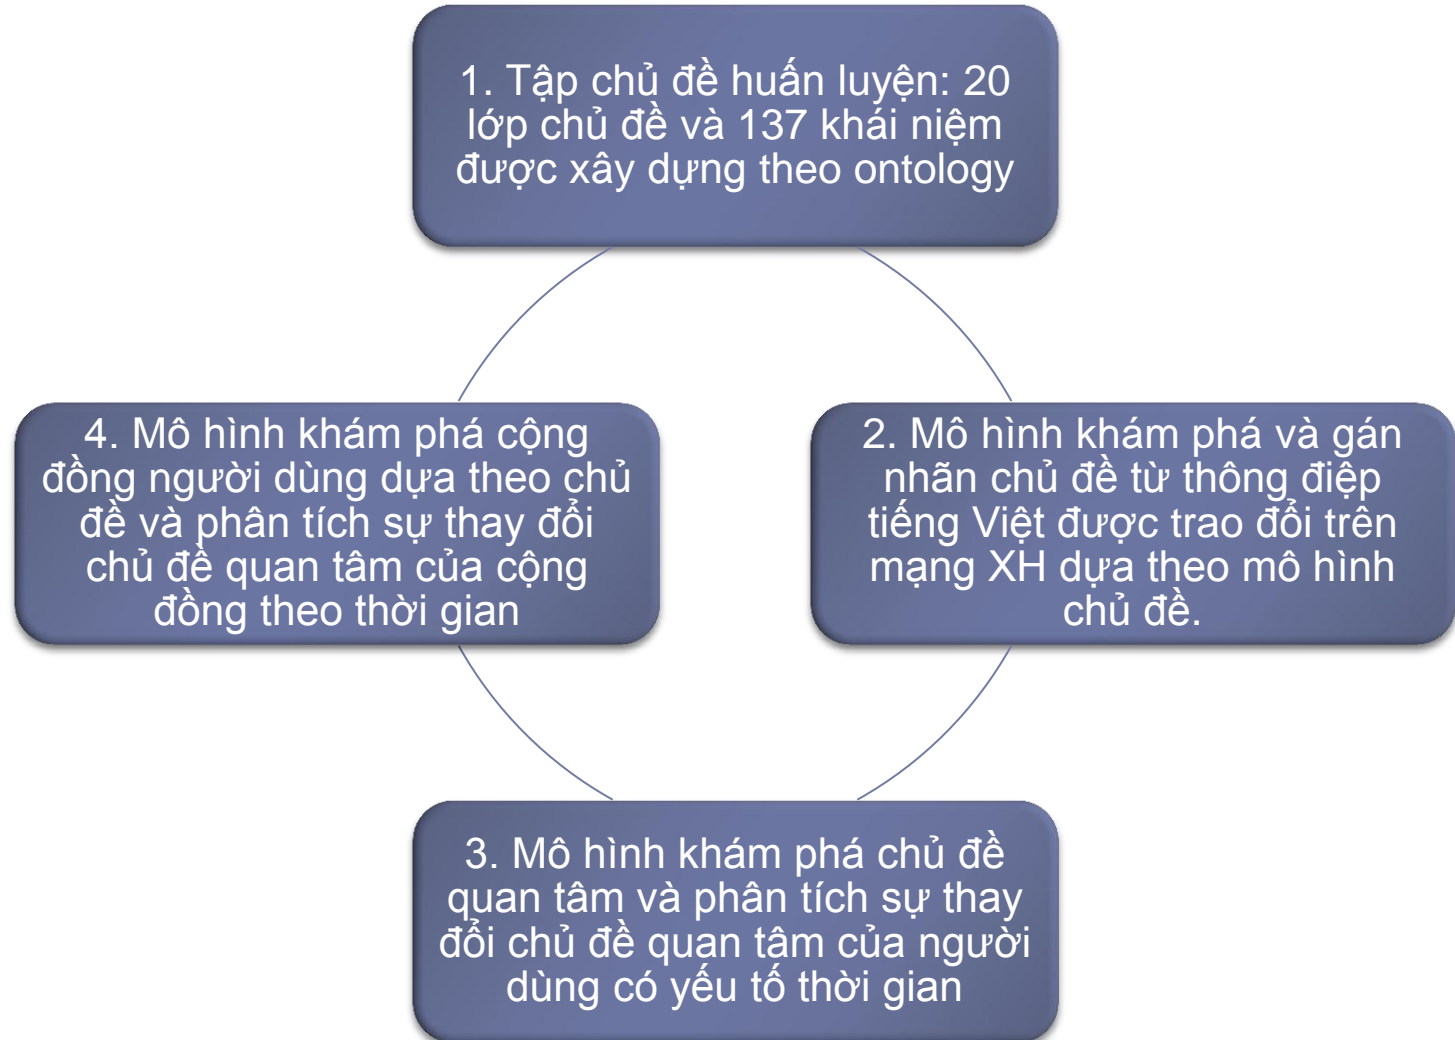 1. Tập chủ đề huấn luyện: 20
lớp chủ đề và 137 khái niệm
được xây dựng theo ontology
2. Mô hình khám phá và gán
nhãn chủ đề từ thông điệp
tiếng Việt được trao đổi trên
mạng XH dựa theo mô hình
chủ đề.
3. Mô hình khám phá chủ đề
quan tâm và phân tích sự thay
đổi chủ đề quan tâm của người
dùng có yếu tố thời gian
4. Mô hình khám phá cộng
đồng người dùng dựa theo chủ
đề và phân tích sự thay đổi
chủ đề quan tâm của cộng
đồng theo thời gian